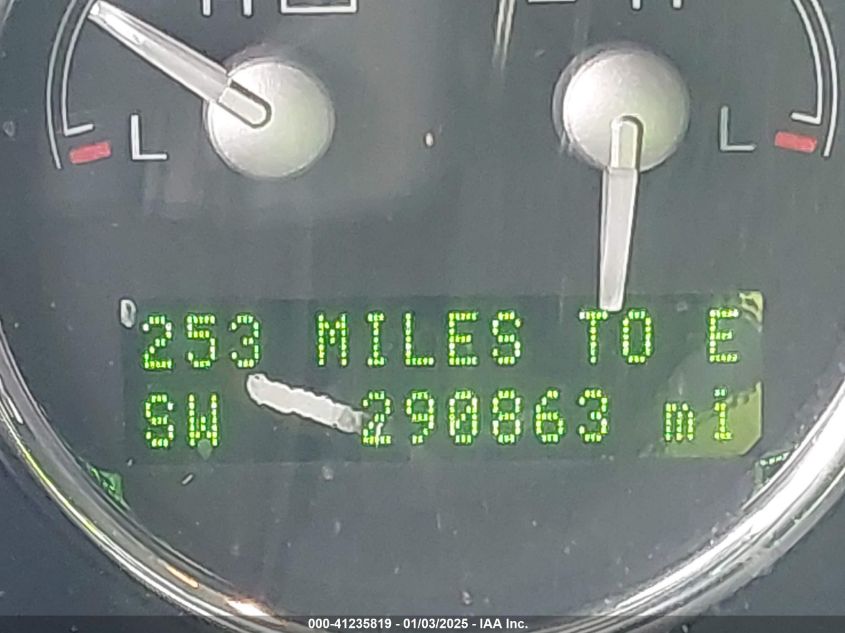 L L
253 MILES TO E
SW 290863 mi
000-41235819 - 01/03/2025 - IAA Inc.